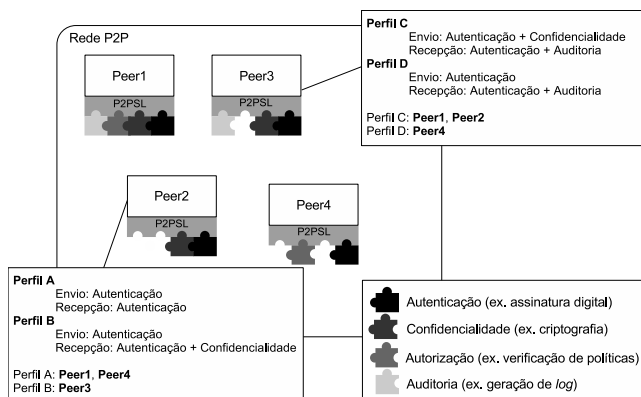 Rede P2P
Perfil C
Envio: Autenticação + Confidencialidade
Recepção: Autenticação + Auditoria
Perfil D
Envio: Autenticação
Recepção: Autenticação + Auditoria
Perfil C: Peer1, Peer2
Perfil D: Peer4
Peer1
P2PSL
Peer3
P2PSL
Peer2
P2PSL
Peer4
P2PSL
Perfil A
Envio: Autenticação
Recepção: Autenticação
Perfil B
Envio: Autenticação
Recepção: Autenticação + Confidencialidade
Perfil A: Peer1, Peer4
Perfil B: Peer3
Autenticação (ex. assinatura digital)
Confidencialidade (ex. criptografia)
Autorização (ex. verificação de políticas)
Auditoria (ex. geração de log)